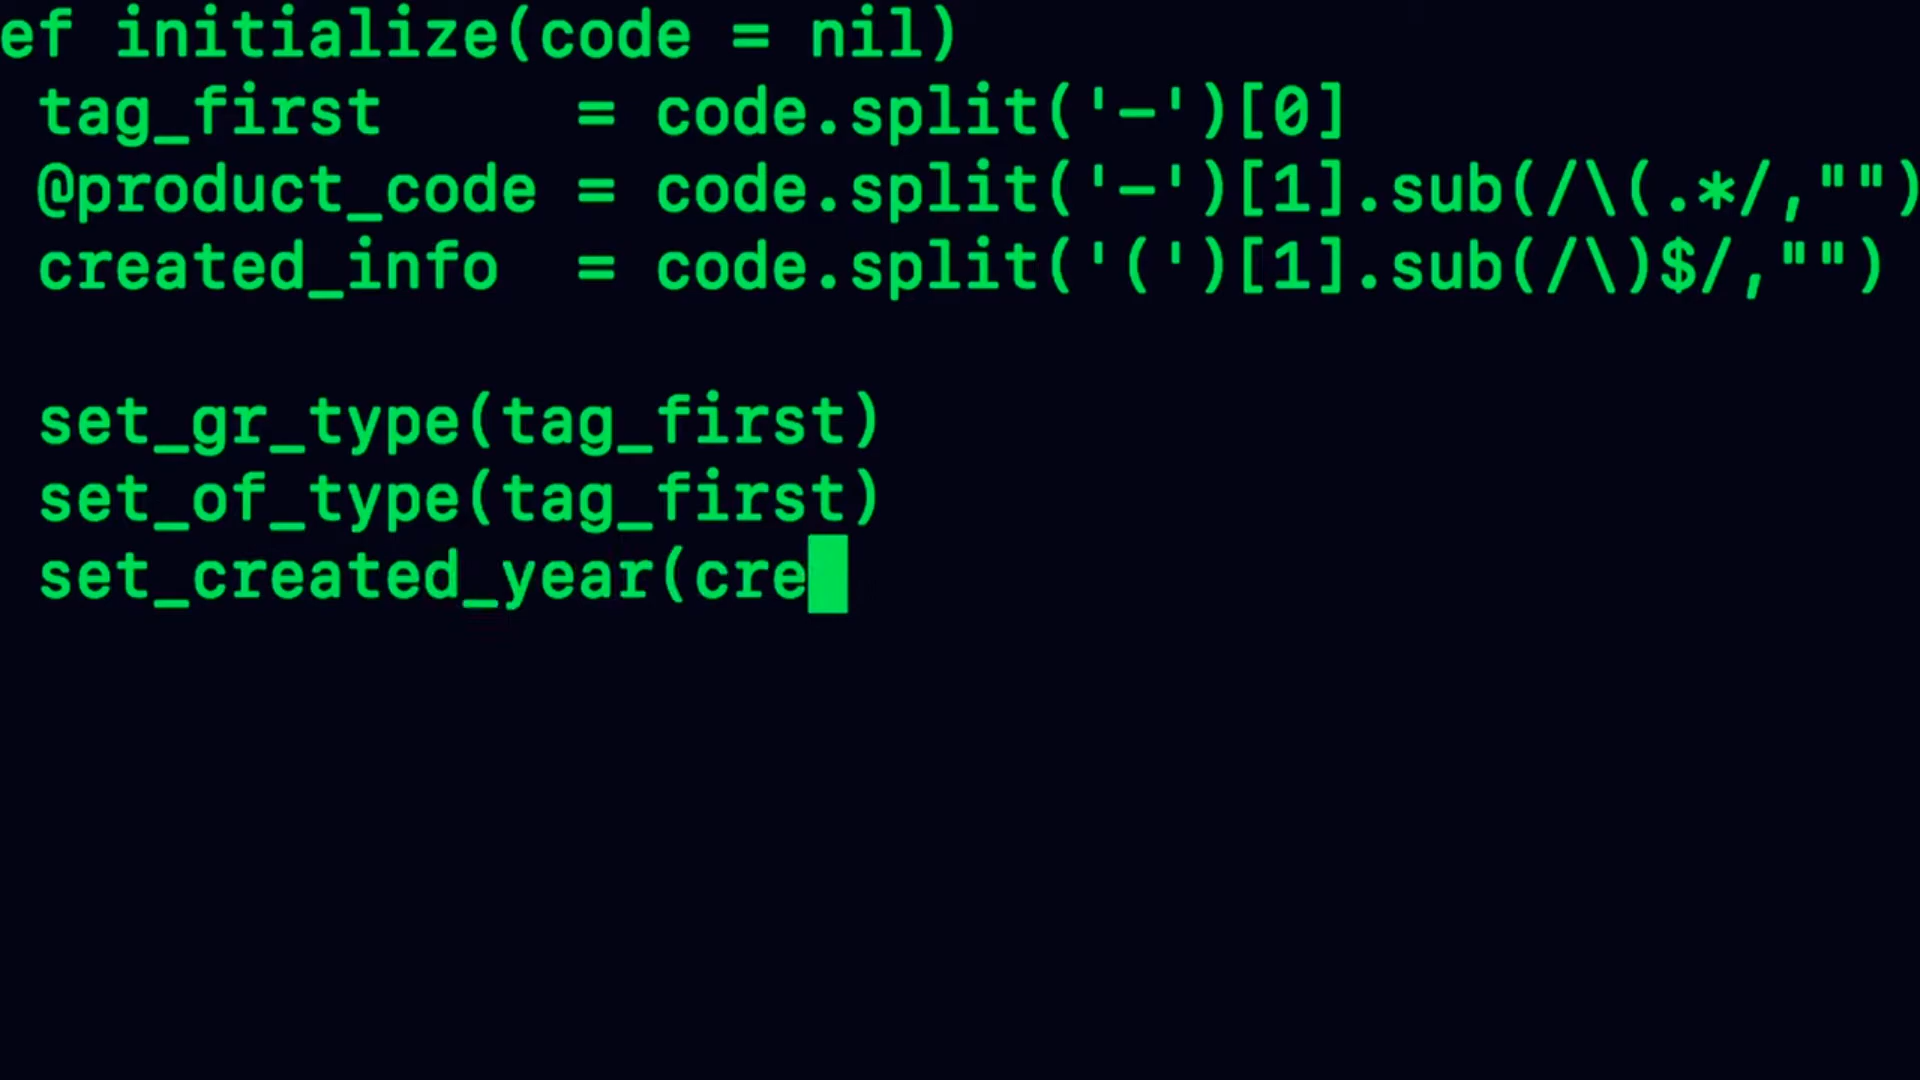 ef initialize(code = nil)
tag_first     = code.split('-')[0]
@product_code = code.split('-')[1].sub(/\(.*/,"")
created_info  = code.split('(')[1].sub(/\)$/,"")
set_gr_type(tag_first)
set_of_type(tag_first)
set_created_year(cre